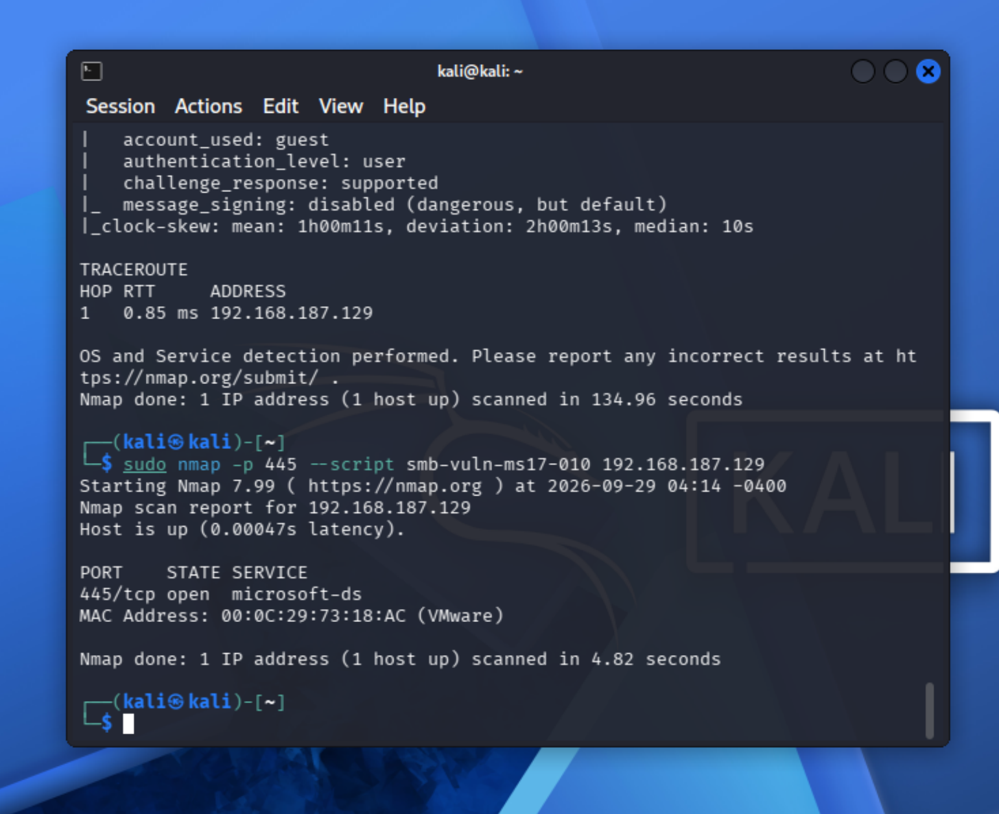 kali@kali: ~
Session Actions Edit View Help
|   account_used: guest
|   authentication_level: user
|   challenge_response: supported
|_  message_signing: disabled (dangerous, but default)
|_clock-skew: mean: 1h00m11s, deviation: 2h00m13s, median: 10s
TRACEROUTE
HOP RTT     ADDRESS
1   0.85 ms 192.168.187.129
OS and Service detection performed. Please report any incorrect results at ht
tps://nmap.org/submit/ .
Nmap done: 1 IP address (1 host up) scanned in 134.96 seconds
┌──(kali㉿kali)-[~]
└─$ sudo nmap -p 445 --script smb-vuln-ms17-010 192.168.187.129
Starting Nmap 7.99 ( https://nmap.org ) at 2026-09-29 04:14 -0400
Nmap scan report for 192.168.187.129
Host is up (0.00047s latency).
PORT    STATE SERVICE
445/tcp open  microsoft-ds
MAC Address: 00:0C:29:73:18:AC (VMware)
Nmap done: 1 IP address (1 host up) scanned in 4.82 seconds
┌──(kali㉿kali)-[~]
└─$
KALI